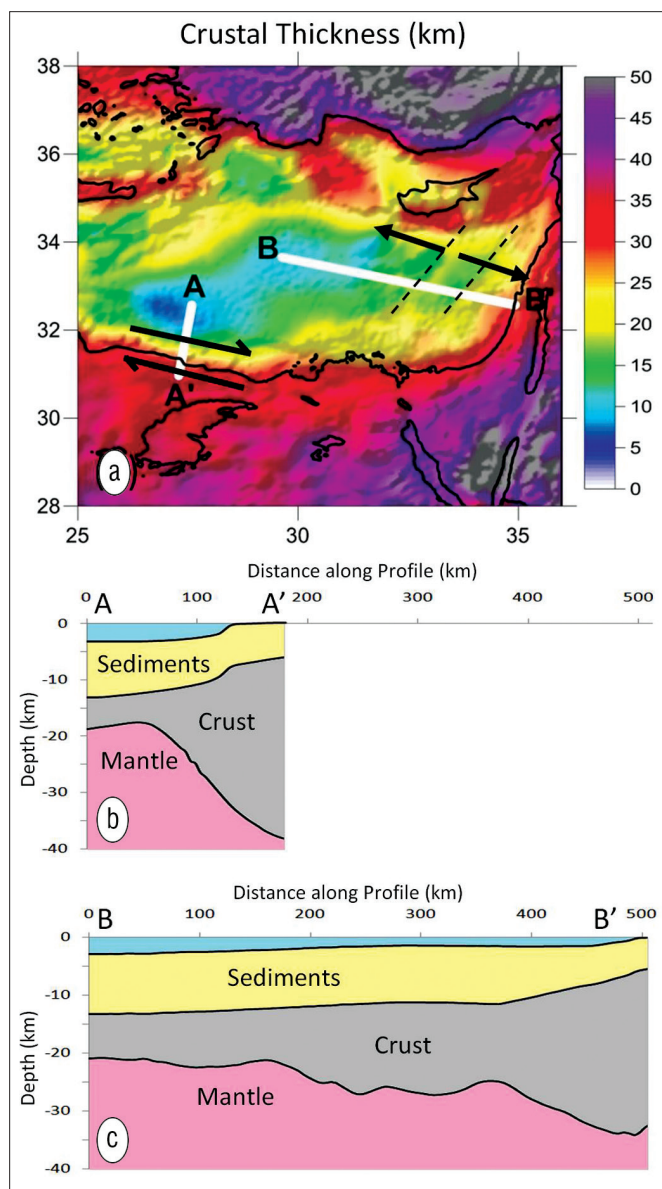 Crustal Thickness (km)
38
36
34
32
30
28
25
30
35
50
45
40
35
30
25
20
15
10
5
0
A
A'
B
B'
a
Distance along Profile (km)
A
A'
0 100 200 300 400 500
0
-10
-20
-30
-40
Depth (km)
Sediments
Crust
Mantle
b
Distance along Profile (km)
0 100 200 300 400 500
B
B'
0
-10
-20
-30
-40
Depth (km)
Sediments
Crust
Mantle
c